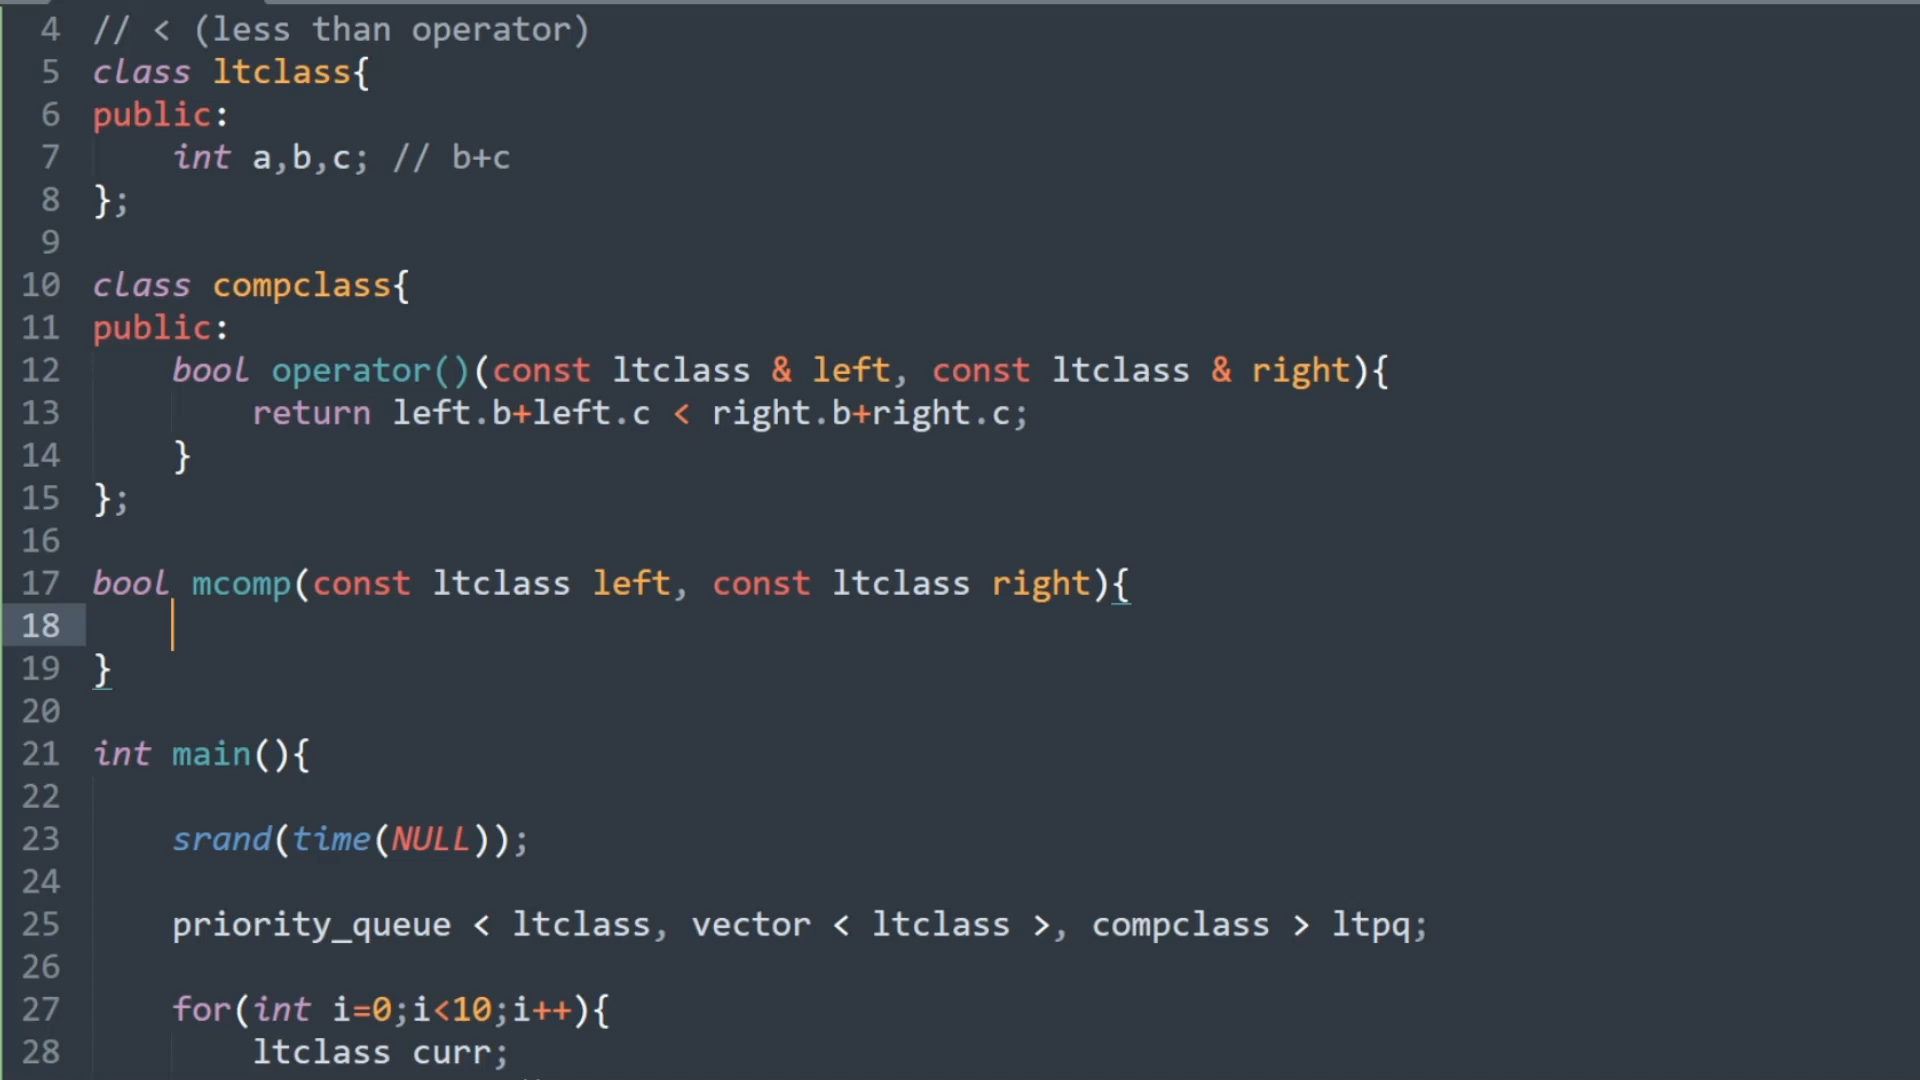 4 // < (less than operator)
5 class ltclass{
6 public:
7     int a,b,c; // b+c
8 };
9
10 class compclass{
11 public:
12     bool operator()(const ltclass & left, const ltclass & right){
13         return left.b+left.c < right.b+right.c;
14     }
15 };
16
17 bool mcomp(const ltclass left, const ltclass right){
18
19 }
20
21 int main(){
22
23     srand(time(NULL));
24
25     priority_queue < ltclass, vector < ltclass >, compclass > ltpq;
26
27     for(int i=0;i<10;i++){
28         ltclass curr;